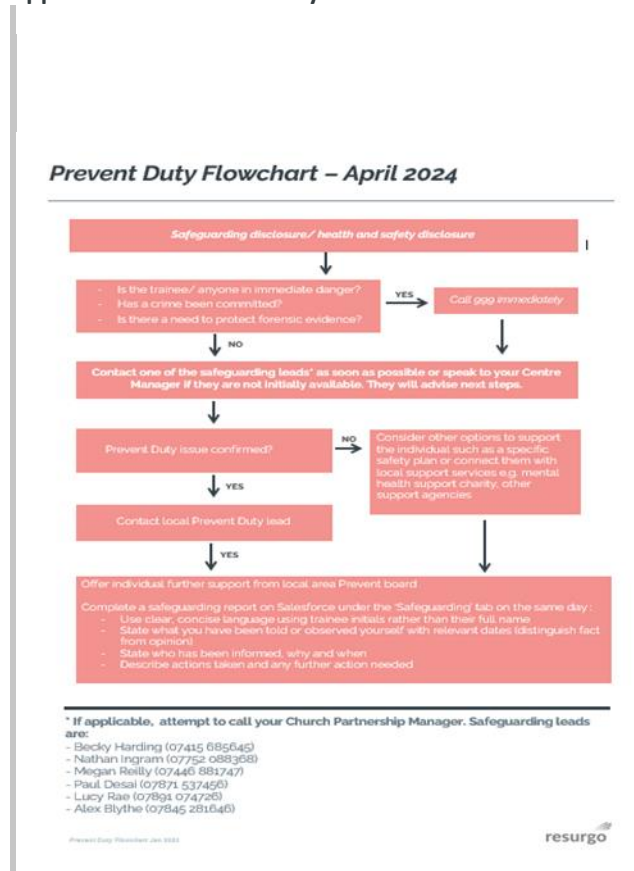 Prevent Duty Flowchart – April 2024
Safeguarding disclosure/ health and safety disclosure
- Is the trainee/ anyone in immediate danger?
- Has a crime been committed?
- Is there a need to protect forensic evidence?
YES
Call 999 immediately
NO
Contact one of the safeguarding leads* as soon as possible or speak to your Centre
Manager if they are not initially available. They will advise next steps.
Prevent Duty issue confirmed?
NO
Consider other options to support
the individual such as a specific
safety plan or connect them with
local support services e.g. mental
health support charity, other
support agencies
YES
Contact local Prevent Duty lead
YES
Offer individual further support from local area Prevent board
Complete a safeguarding report on Salesforce under the 'Safeguarding' tab on the same day :
- Use clear, concise language using trainee initials rather than their full name
- State what you have been told or observed yourself with relevant dates (distinguish fact
from opinion)
- State who has been informed, why and when
- Describe actions taken and any further action needed
* If applicable, attempt to call your Church Partnership Manager. Safeguarding leads
are:
- Becky Harding (07415 685645)
- Nathan Ingram (07752 088368)
- Megan Reilly (07446 881747)
- Paul Desai (07871 537456)
- Lucy Rae (07891 074726)
- Alex Blythe (07845 281646)
Prevent Duty Flowchart Jan
resurgo